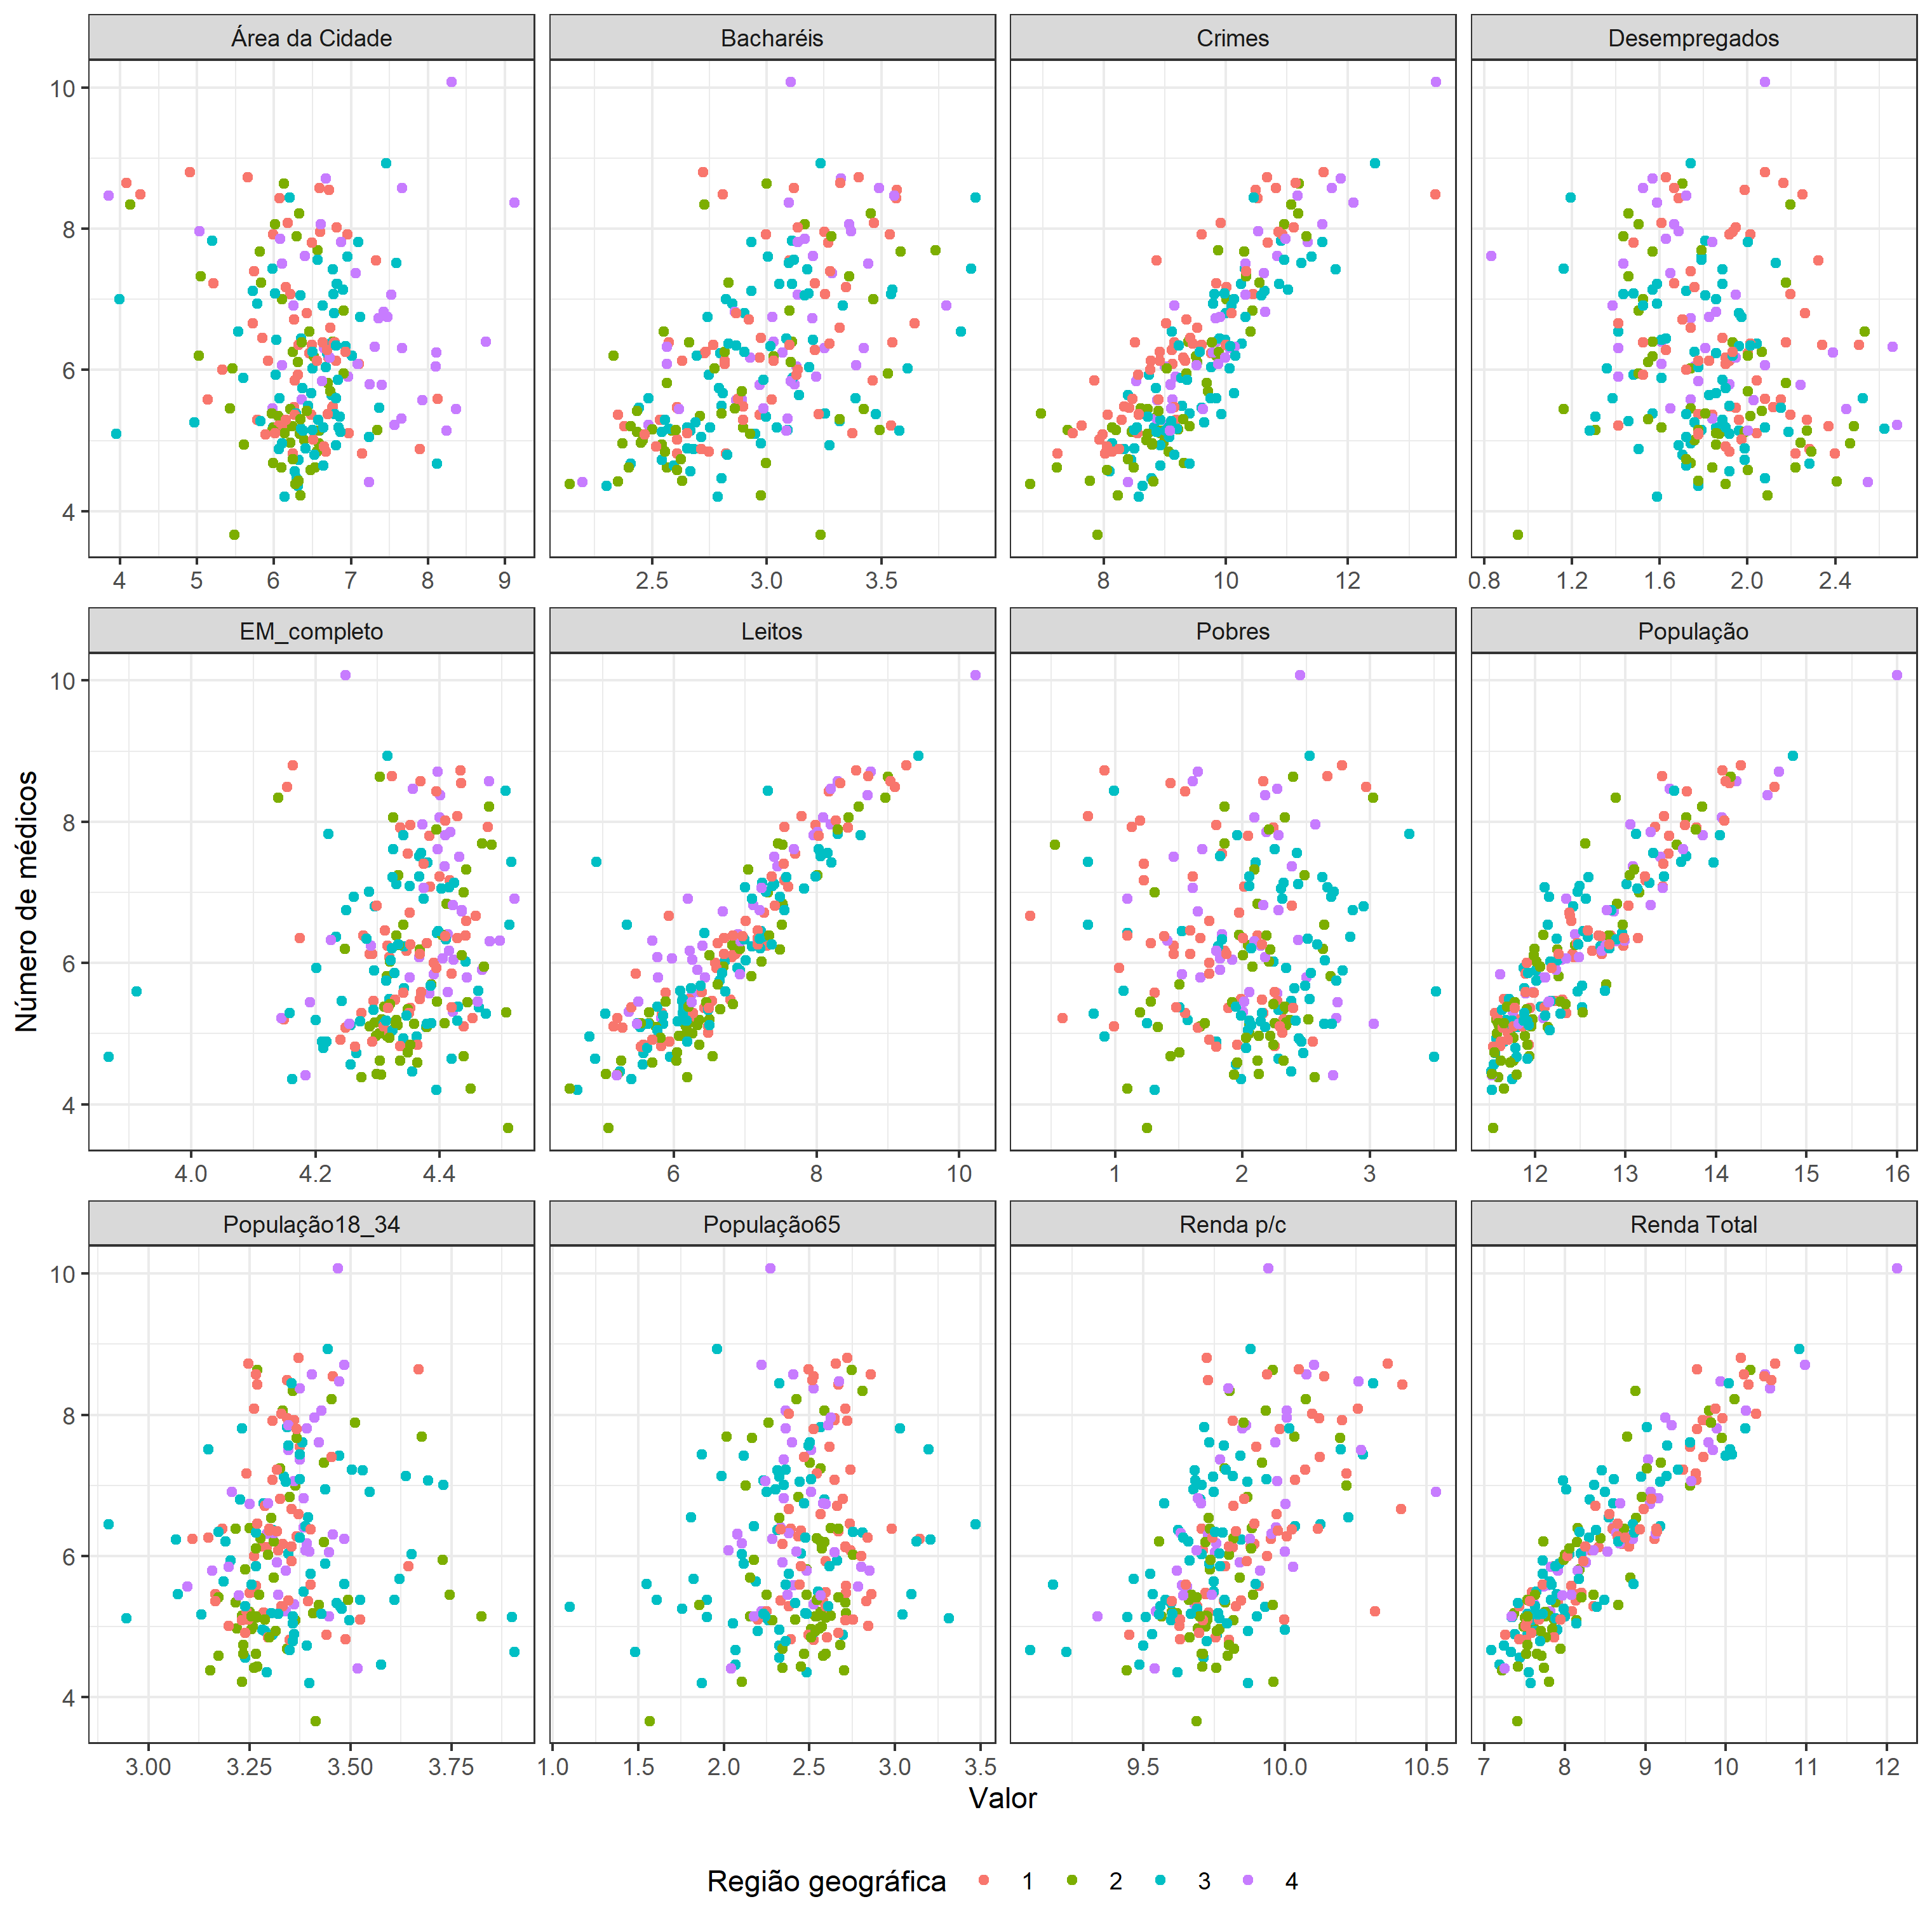 Área da Cidade Bacharéis Crimes Desempregados
10
8
6
4
4 5 6 7 8 9 2.5 3.0 3.5 8 10 12 0.8 1.2 1.6 2.0 2.4
EM_completo Leitos Pobres População
10
8
6
4
4.0 4.2 4.4 6 8 10 1 2 3 12 13 14 15 16
População18_34 População65 Renda p/c Renda Total
10
8
6
4
3.00 3.25 3.50 3.75 1.0 1.5 2.0 2.5 3.0 3.5 9.5 10.0 10.5 7 8 9 10 11 12
Número de médicos
Valor
Região geográfica 1 2 3 4